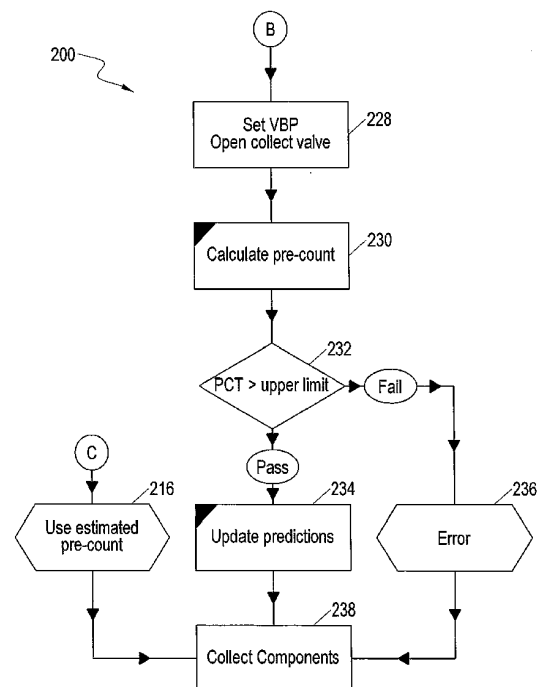 B
200
Set VBP
Open collect valve
228
Calculate pre-count
230
232
PCT > upper limit
Fail
C
Pass
216
234
236
Use estimated
pre-count
Update predictions
Error
238
Collect Components